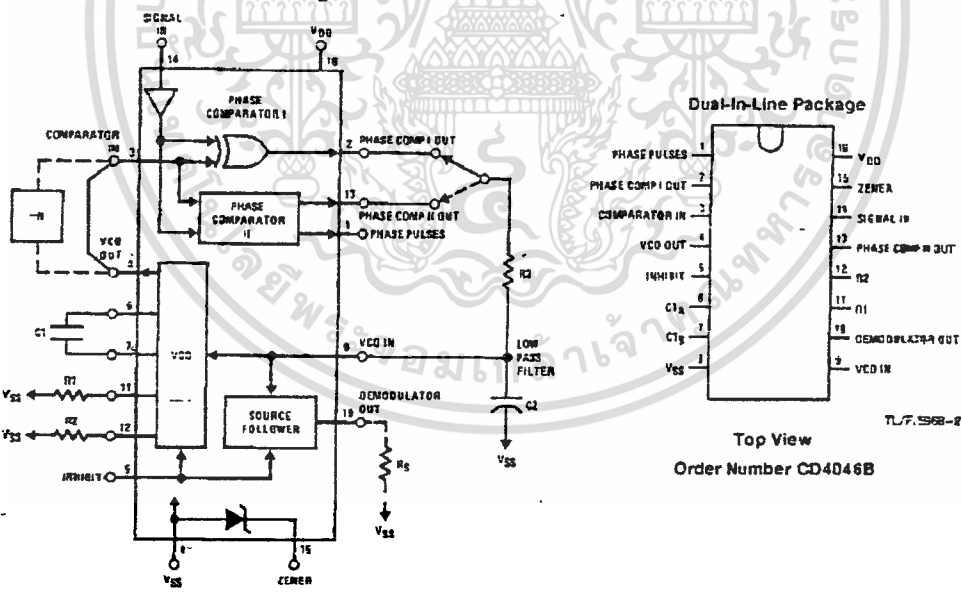 SIGNAL
IN
14
VDD
16
PHASE
COMPARATOR I
COMPARATOR
IN
3
2
PHASE COMP I OUT
13
PHASE COMP II OUT
PHASE
COMPARATOR
II
1
PHASE PULSES
VCO
OUT
R3
6
C1
7
VCO
9
VCO IN
LOW
PASS
FILTER
C2
VSS
VSS
R1
11
VSS
R2
12
SOURCE
FOLLOWER
10
DEMODULATOR
OUT
RS
VSS
INHIBIT
5
VSS
15
ZENER
Dual-In-Line Package
PHASE PULSES
1
16
VDD
PHASE COMP I OUT
2
15
ZENER
COMPARATOR IN
3
14
SIGNAL IN
VCO OUT
4
13
PHASE COMP II OUT
INHIBIT
5
12
R2
C1A
6
11
R1
C1B
7
10
DEMODULATOR OUT
VSS
8
9
VCO IN
TL/F/5968-2
Top View
Order Number CD4046B